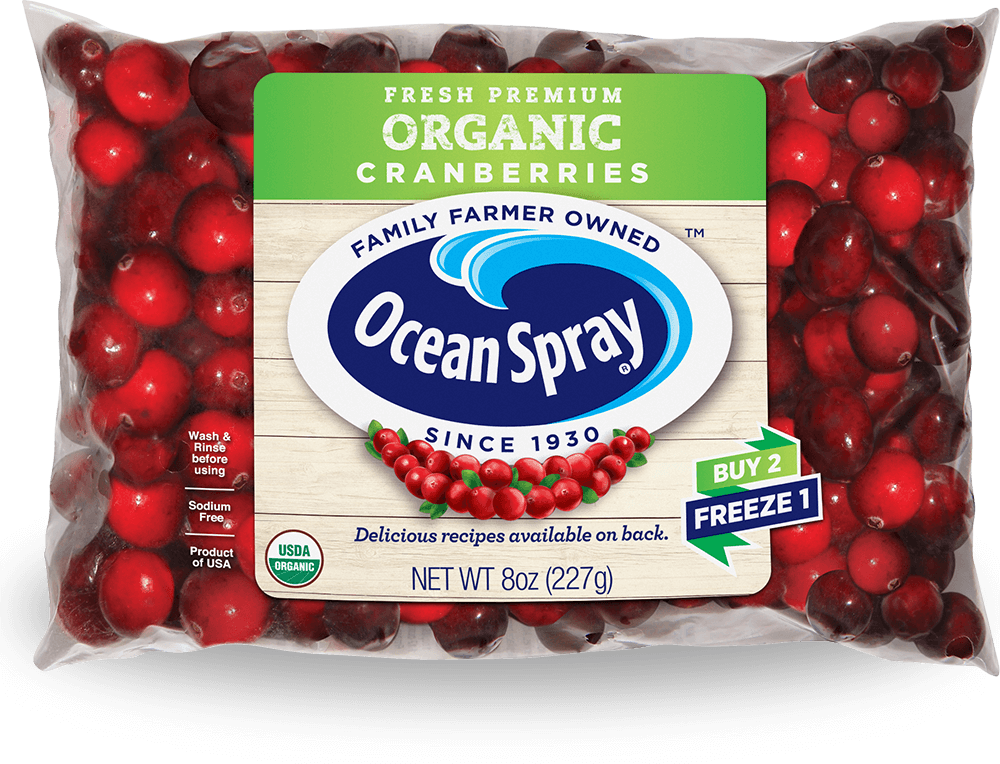 FRESH PREMIUM
ORGANIC
CRANBERRIES
FAMILY FARMER OWNED
™
Ocean Spray®
SINCE 1930
Wash &
Rinse
before
using
Sodium
Free
Product
of USA
BUY 2
FREEZE 1
Delicious recipes available on back.
USDA
ORGANIC
NET WT 8oz (227g)